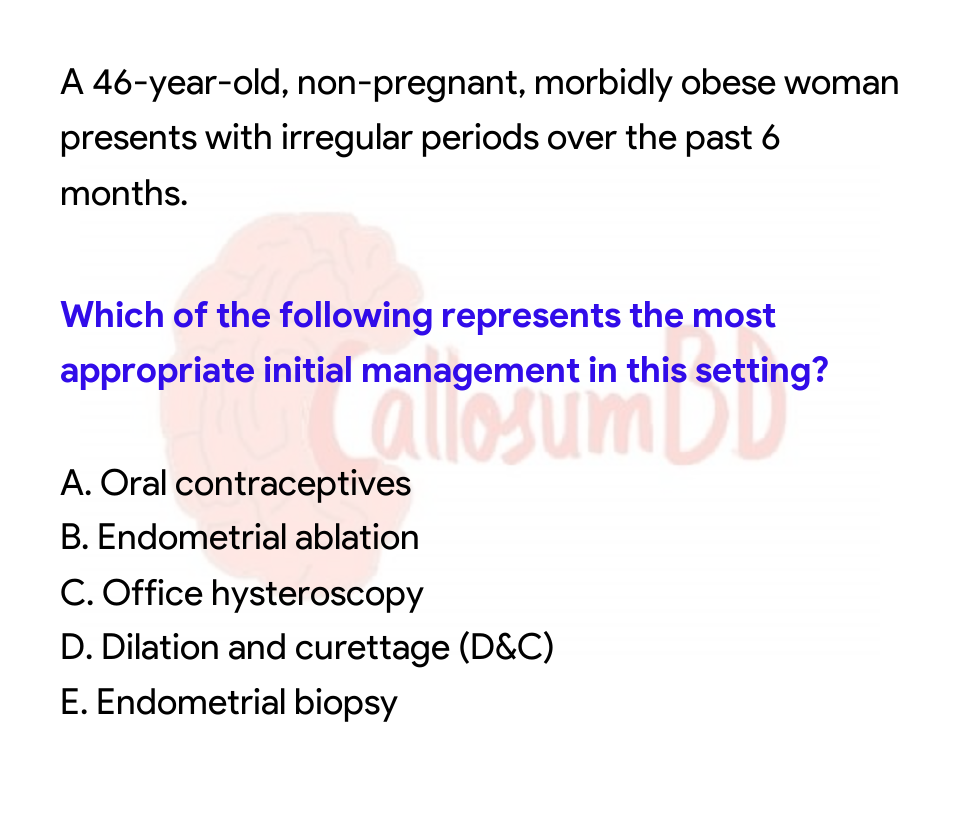 A 46-year-old, non-pregnant, morbidly obese woman
presents with irregular periods over the past 6
months.
Which of the following represents the most
appropriate initial management in this setting?
CallosumBD
A. Oral contraceptives
B. Endometrial ablation
C. Office hysteroscopy
D. Dilation and curettage (D&C)
E. Endometrial biopsy